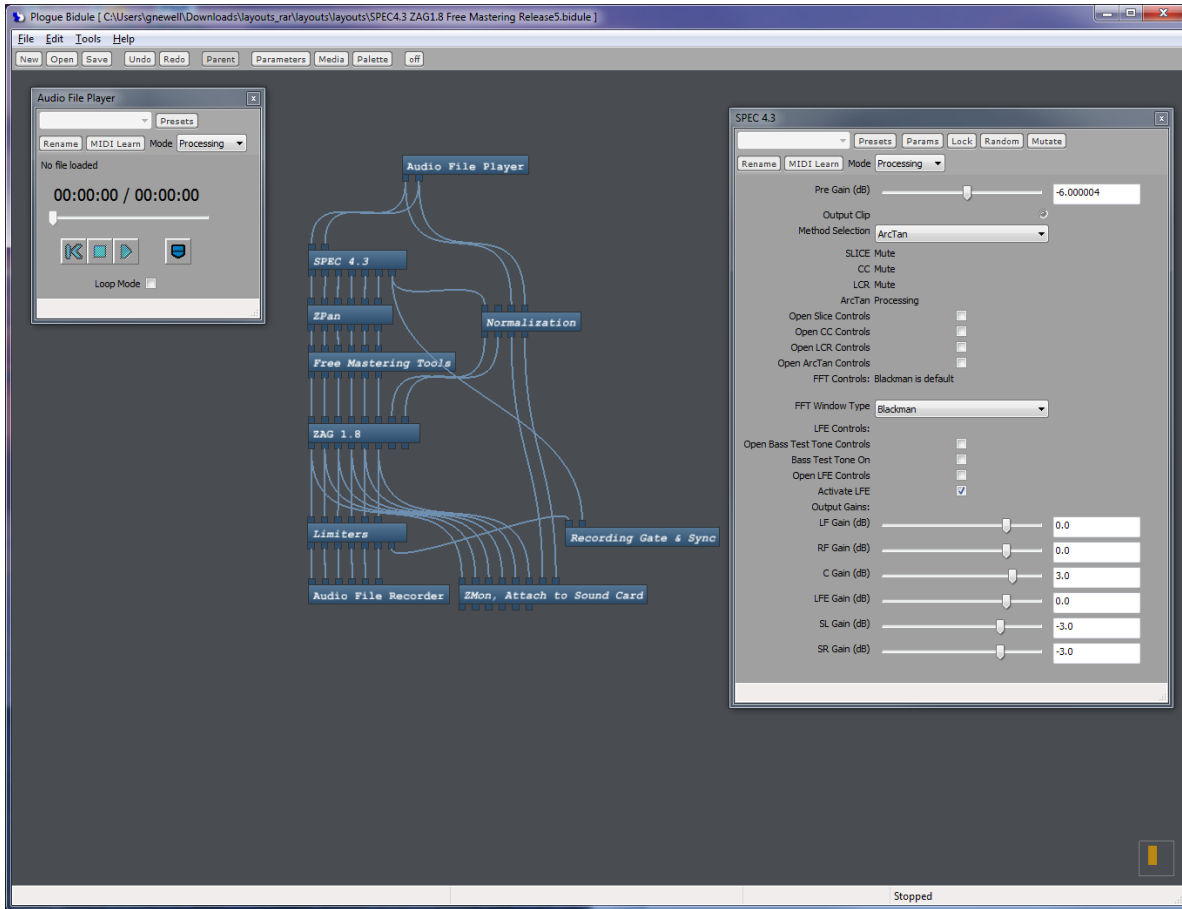 Plogue Bidule [ C:\Users\gnewell\Downloads\layouts_rar\layouts\layouts\SPEC4.3 ZAG1.8 Free Mastering Release5.bidule ]
File Edit Tools Help
New Open Save Undo Redo Parent Parameters Media Palette off
Audio File Player
Presets
Rename MIDI Learn Mode Processing
No file loaded
00:00:00 / 00:00:00
Loop Mode
Audio File Player
SPEC 4.3
ZPan
Normalization
Free Mastering Tools
ZAG 1.8
Limiters
Recording Gate & Sync
Audio File Recorder
ZMon, Attach to Sound Card
SPEC 4.3
Presets Params Lock Random Mutate
Rename MIDI Learn Mode Processing
Pre Gain (dB) -6.000004
Output Clip
Method Selection ArcTan
SLICE Mute
CC Mute
LCR Mute
ArcTan Processing
Open Slice Controls
Open CC Controls
Open LCR Controls
Open ArcTan Controls
FFT Controls: Blackman is default
FFT Window Type Blackman
LFE Controls:
Open Bass Test Tone Controls
Bass Test Tone On
Open LFE Controls
Activate LFE
Output Gains:
LF Gain (dB) 0.0
RF Gain (dB) 0.0
C Gain (dB) 3.0
LFE Gain (dB) 0.0
SL Gain (dB) -3.0
SR Gain (dB) -3.0
Stopped